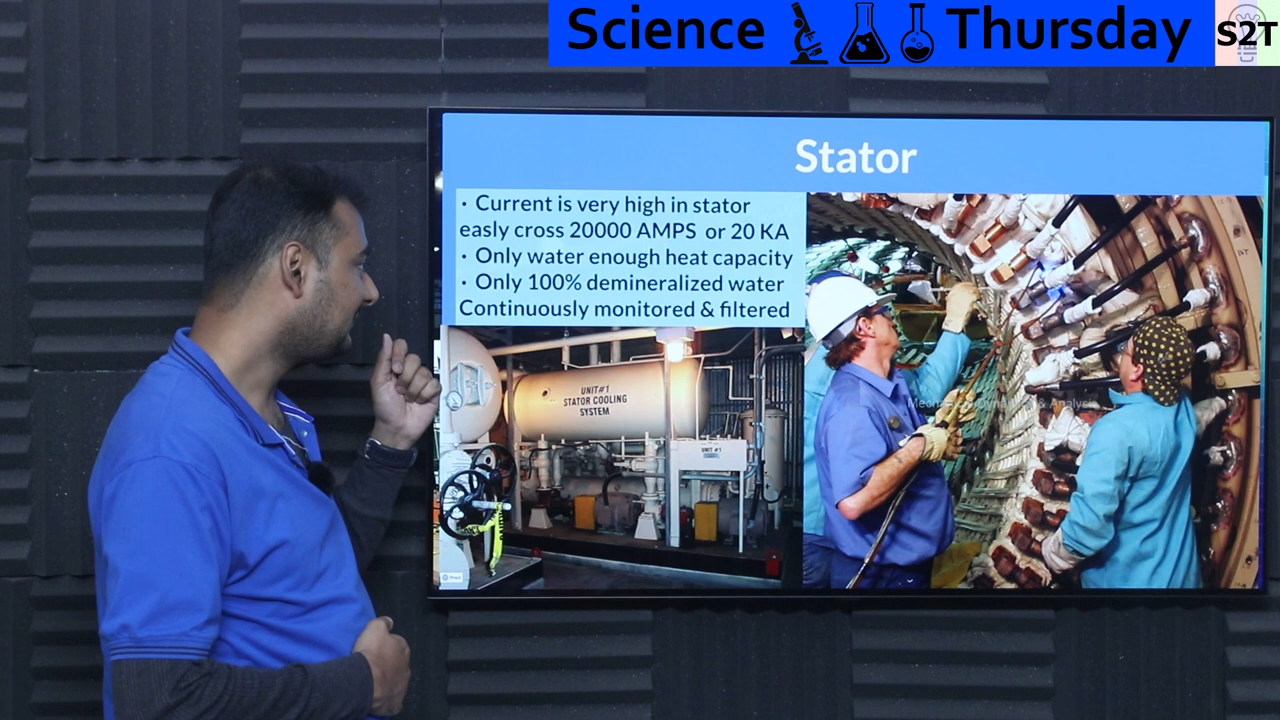 Science Thursday
S2T
Stator
• Current is very high in stator
easly cross 20000 AMPS or 20 KA
• Only water enough heat capacity
• Only 100% demineralized water
Continuously monitored & filtered
UNIT#1
STATOR COOLING
SYSTEM
UNIT #1